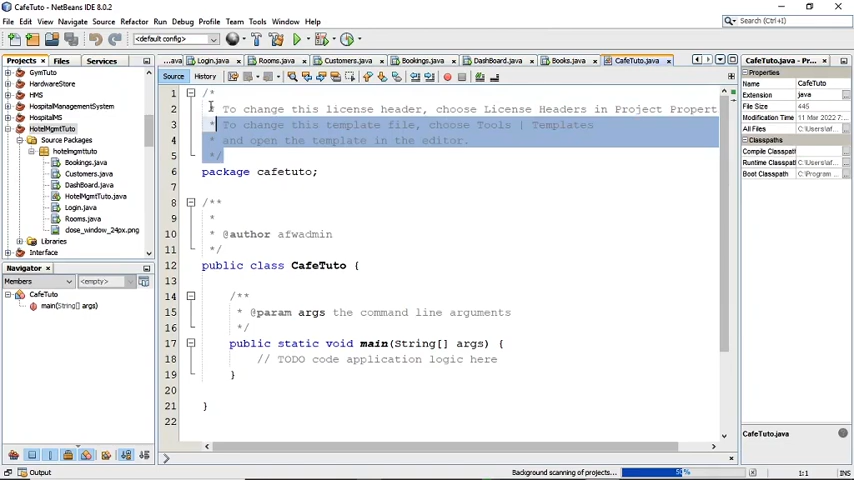 CafeTuto - NetBeans IDE 8.0.2
File Edit View Navigate Source Refactor Run Debug Profile Team Tools Window Help
Search (Ctrl+I)
<default config>
Projects Files Services
...ava Login.java Rooms.java Customers.java Bookings.java DashBoard.java Books.java CafeTuto.java
CafeTuto.java - Properties
Source History
GymTuto
HardwareStore
HMS
HospitalManagementSystem
HospitalMS
HotelMgmtTuto
Source Packages
hotelmgmttuto
Bookings.java
Customers.java
DashBoard.java
HotelMgmtTuto.java
Login.java
Rooms.java
dose_window_24px.png
Libraries
Interface
Navigator
Members <empty>
CafeTuto
main(String[] args)
1 /*
2 * To change this license header, choose License Headers in Project Propert
3 * To change this template file, choose Tools | Templates
4 * and open the template in the editor.
5 */
6 package cafetuto;
7
8 /**
9 *
10 * @author afwadmin
11 */
12 public class CafeTuto {
13
14 /**
15 * @param args the command line arguments
16 */
17 public static void main(String[] args) {
18 // TODO code application logic here
19 }
20
21 }
22
Properties
Name CafeTuto
Extension java
File Size 445
Modification Time 11 Mar 2022 7...
All Files C:\Users\afw...
Classpaths
Compile Classpath
Runtime Classpath C:\Users\afw...
Boot Classpath C:\Program ...
CafeTuto.java
Output
Background scanning of projects...
50%
1:1
INS